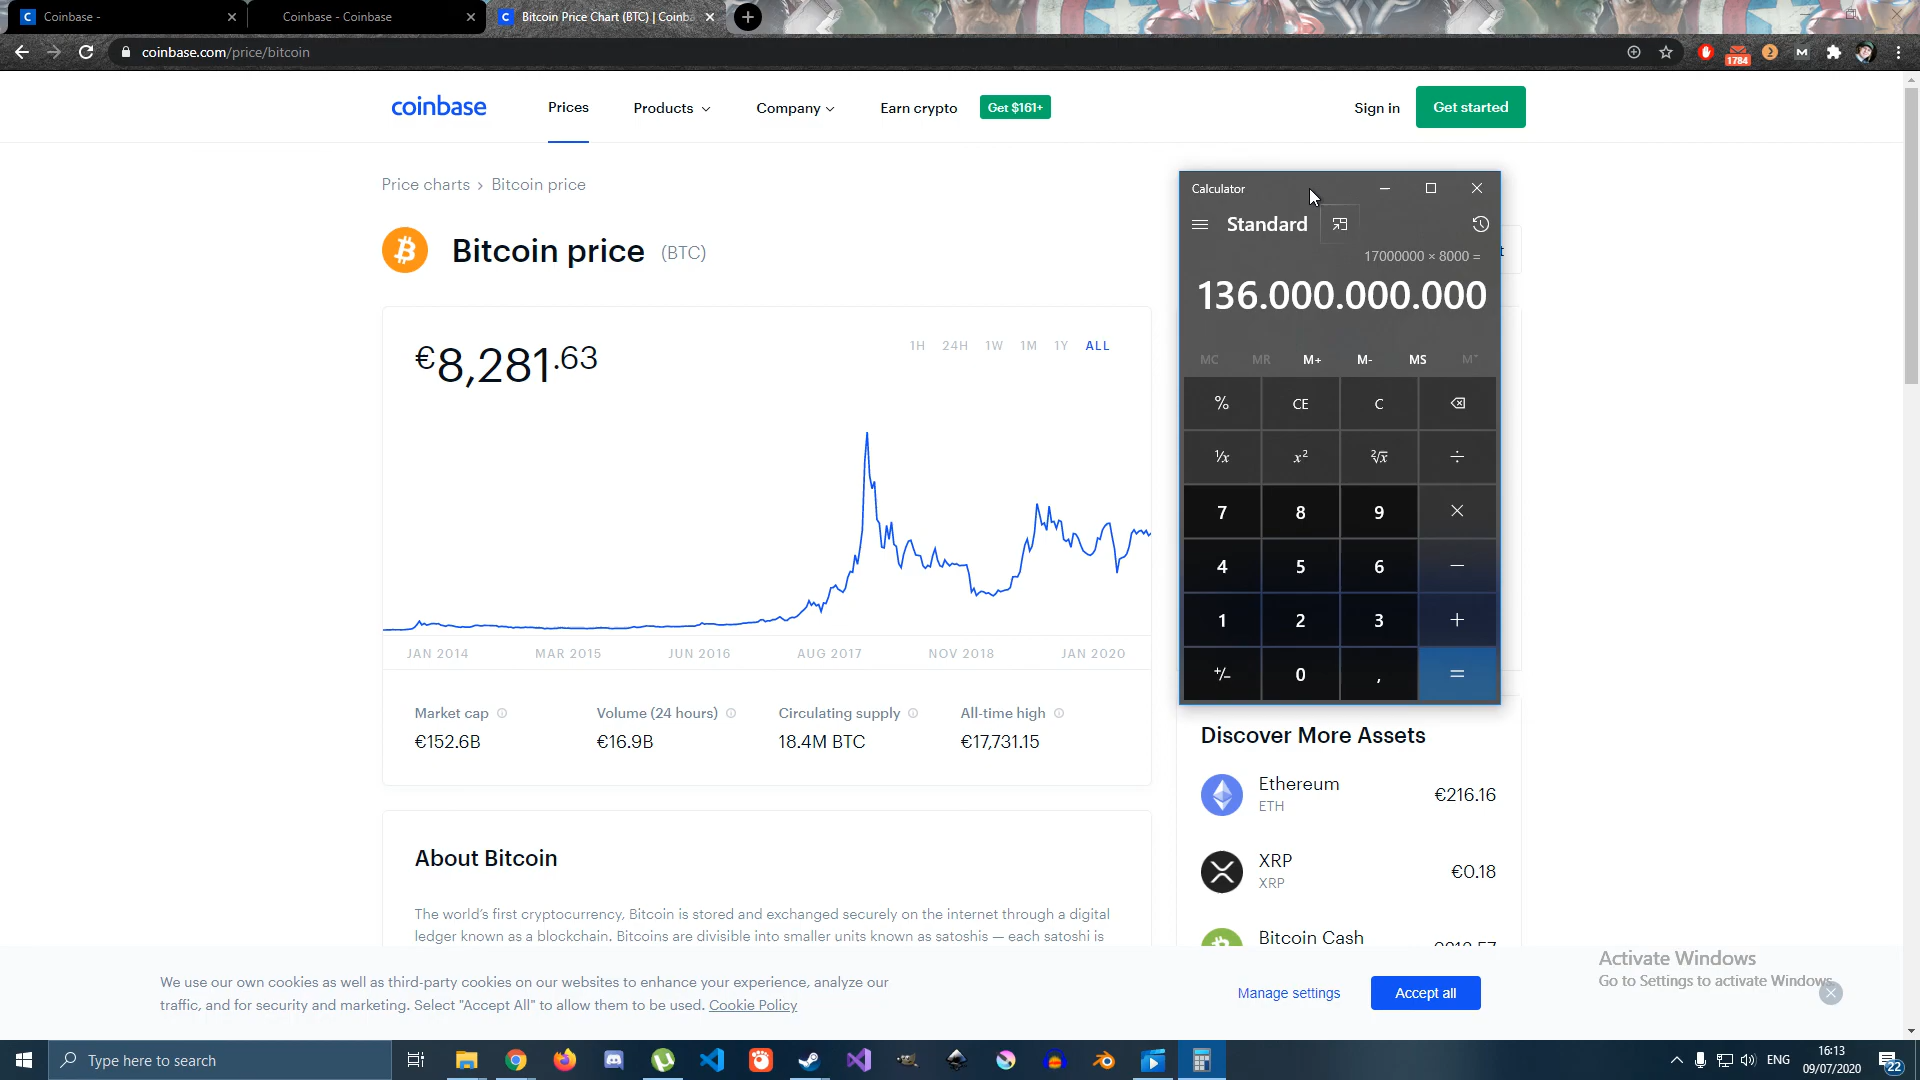 Coinbase -
Coinbase - Coinbase
Bitcoin Price Chart (BTC) | Coinba
coinbase.com/price/bitcoin
1784
coinbase
Prices
Products
Company
Earn crypto
Get $161+
Sign in
Get started
Price charts › Bitcoin price
Bitcoin price (BTC)
€8,281.63
1H 24H 1W 1M 1Y ALL
JAN 2014 MAR 2015 JUN 2016 AUG 2017 NOV 2018 JAN 2020
Market cap
€152.6B
Volume (24 hours)
€16.9B
Circulating supply
18.4M BTC
All-time high
€17,731.15
About Bitcoin
The world's first cryptocurrency, Bitcoin is stored and exchanged securely on the internet through a digital
ledger known as a blockchain. Bitcoins are divisible into smaller units known as satoshis — each satoshi is
Calculator
Standard
17000000 × 8000 =
136.000.000.000
MC MR M+ M- MS M˅
% CE C
¹/x x² ²√x ÷
7 8 9 ×
4 5 6 −
1 2 3 +
+/- 0 , =
Discover More Assets
Ethereum
ETH
€216.16
XRP
XRP
€0.18
Bitcoin Cash
We use our own cookies as well as third-party cookies on our websites to enhance your experience, analyze our
traffic, and for security and marketing. Select "Accept All" to allow them to be used. Cookie Policy
Manage settings
Accept all
Activate Windows
Go to Settings to activate Windows.
Type here to search
ENG
16:13
09/07/2020
22